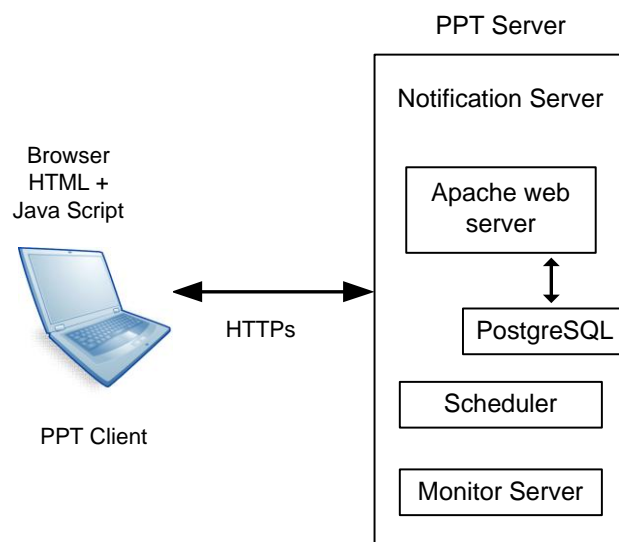 PPT Server
Notification Server
Browser
HTML +
Java Script
Apache web
server
HTTPs
PostgreSQL
Scheduler
PPT Client
Monitor Server